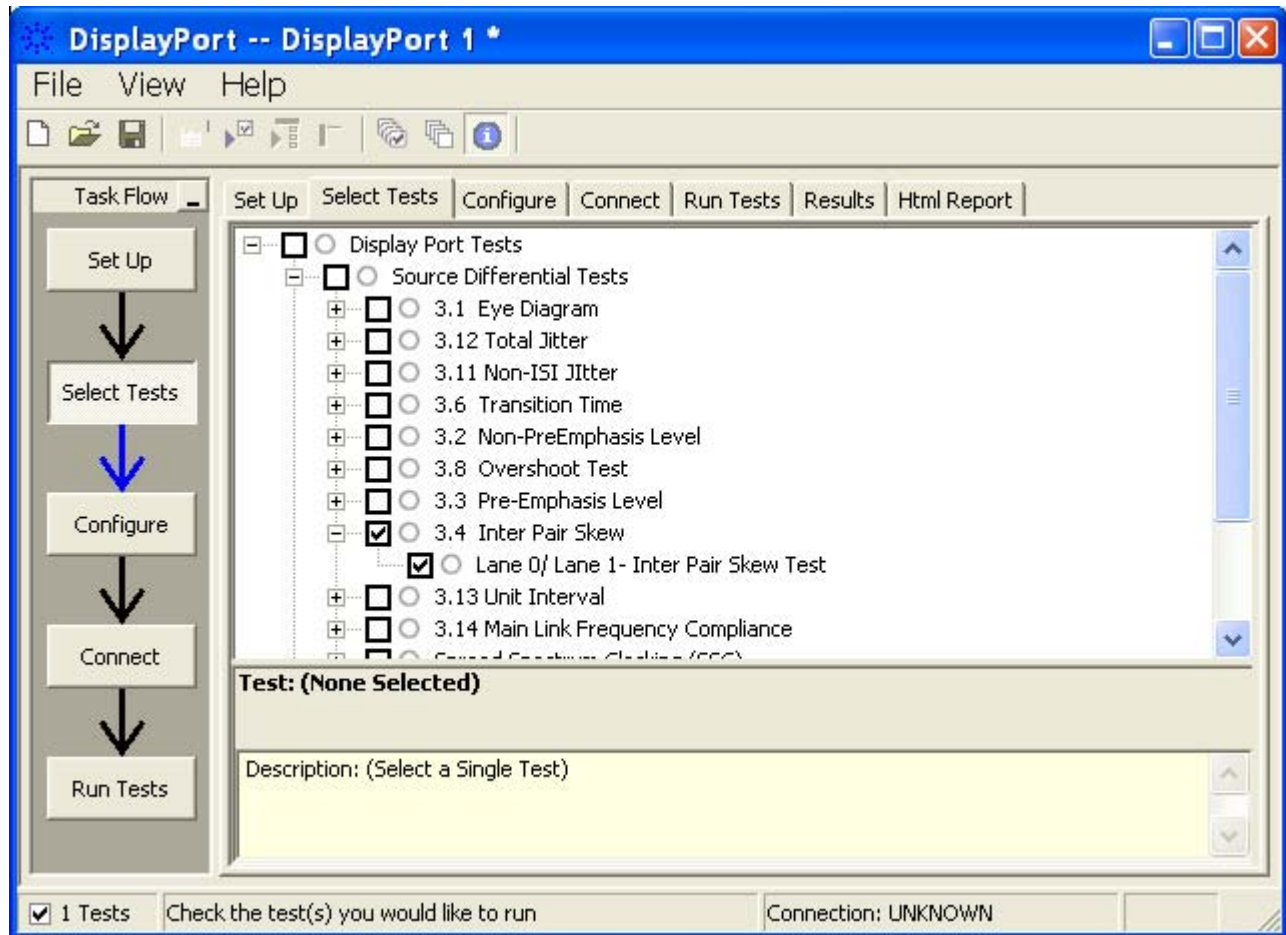 DisplayPort -- DisplayPort 1 *
File View Help
Task Flow
Set Up
Select Tests
Configure
Connect
Run Tests
Set Up Select Tests Configure Connect Run Tests Results Html Report
Display Port Tests
Source Differential Tests
3.1 Eye Diagram
3.12 Total Jitter
3.11 Non-ISI JItter
3.6 Transition Time
3.2 Non-PreEmphasis Level
3.8 Overshoot Test
3.3 Pre-Emphasis Level
3.4 Inter Pair Skew
Lane 0/ Lane 1- Inter Pair Skew Test
3.13 Unit Interval
3.14 Main Link Frequency Compliance
Spread Spectrum Clocking (SSC)
Test: (None Selected)
Description: (Select a Single Test)
1 Tests Check the test(s) you would like to run Connection: UNKNOWN